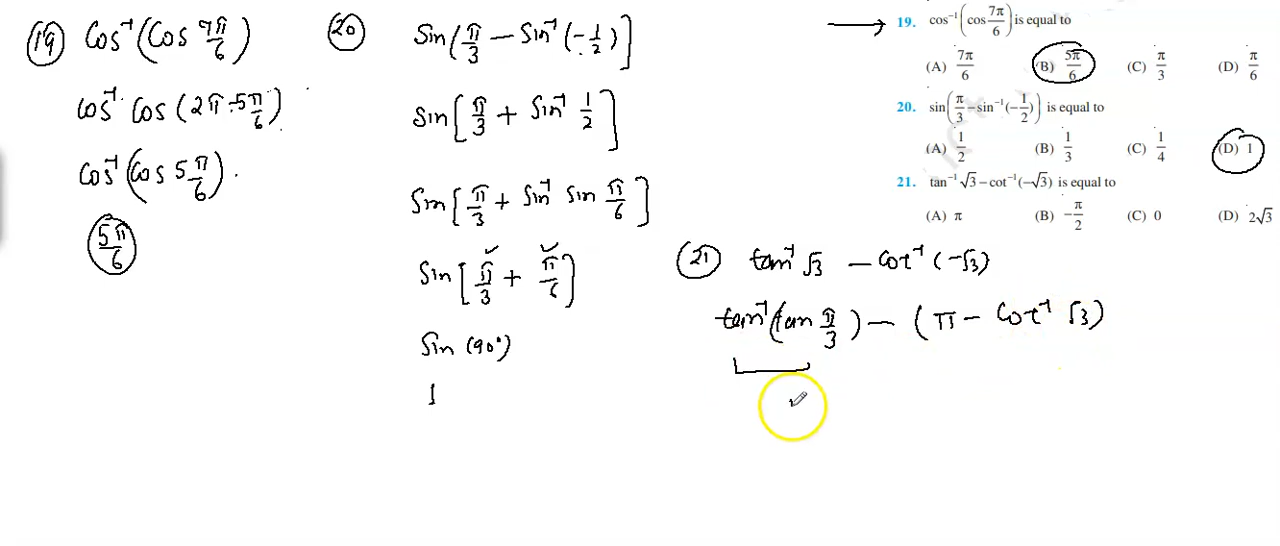 (19) Cos⁻¹(Cos 7π/6)
Cos⁻¹ Cos (2π - 5π/6)
Cos⁻¹(Cos 5π/6).
5π/6
(20) Sin(π/3 — Sin⁻¹(-1/2)]
Sin[π/3 + Sin⁻¹ 1/2]
Sin[π/3 + Sin⁻¹ Sin π/6]
Sin[π/3 + π/6]
Sin (90°)
1
19. cos⁻¹(cos 7π/6) is equal to
(A) 7π/6 (B) 5π/6 (C) π/3 (D) π/6
20. sin(π/3 – sin⁻¹(–1/2)) is equal to
(A) 1/2 (B) 1/3 (C) 1/4 (D) 1
21. tan⁻¹ √3 – cot⁻¹ (–√3) is equal to
(A) π (B) –π/2 (C) 0 (D) 2√3
(21) tan⁻¹ √3 — Cot⁻¹ (-√3)
tan⁻¹(tan π/3) — (π — Cot⁻¹ √3)